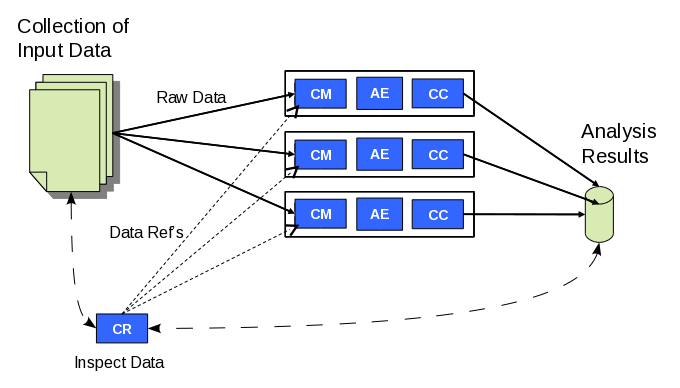 Collection of
Input Data
Raw Data
CM AE CC
CM AE CC
CM AE CC
Analysis
Results
Data Ref's
CR
Inspect Data